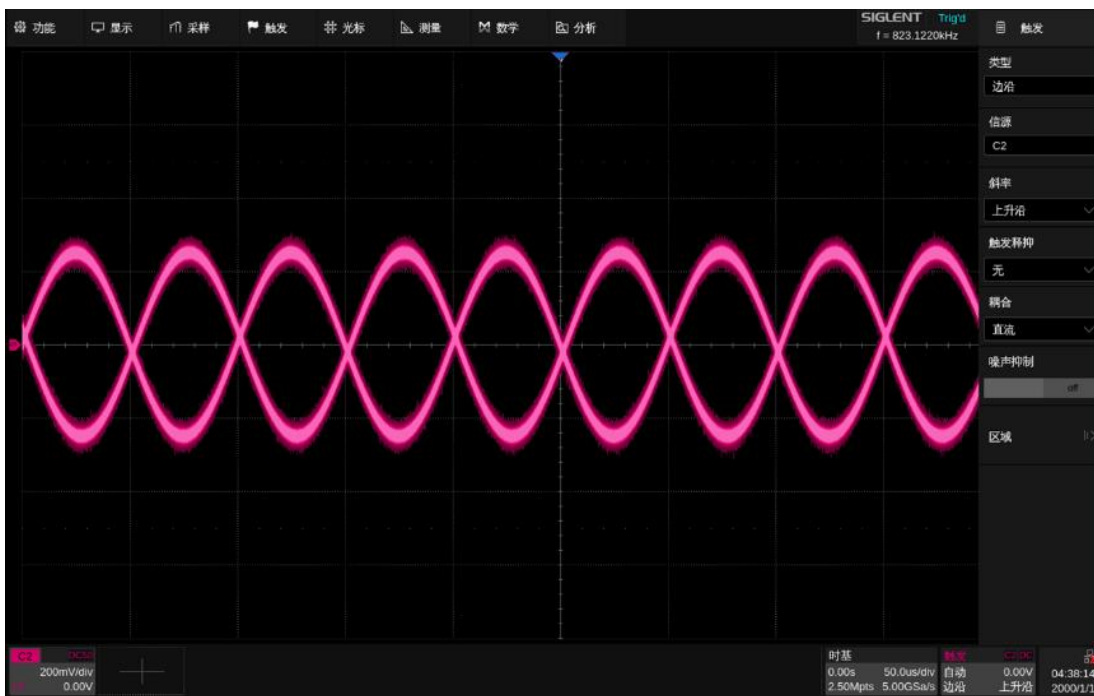 功能 显示 采样 触发 光标 测量 数学 分析
SIGLENT Trig'd
f = 823.1220kHz
触发
类型
边沿
信源
C2
斜率
上升沿
触发释抑
无
耦合
直流
噪声抑制
off
区域
C2 DC50
200mV/div
0.00V
时基
0.00s 50.0us/div
2.50Mpts 5.00GSa/s
触发 C2 DC
自动 0.00V
边沿 上升沿
04:38:14
2000/1/1